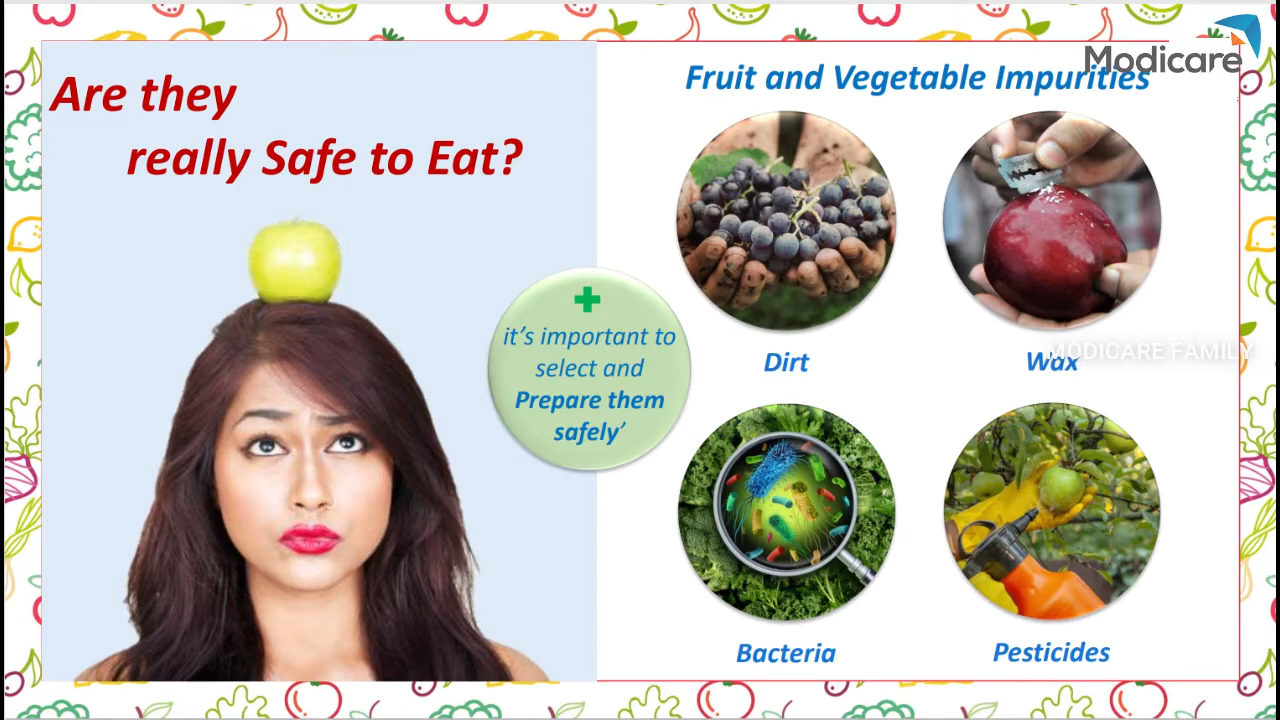 Modicare
Are they
really Safe to Eat?
Fruit and Vegetable Impurities
it’s important to
select and
Prepare them
safely’
Dirt
Wax
MODICARE FAMILY
Bacteria
Pesticides